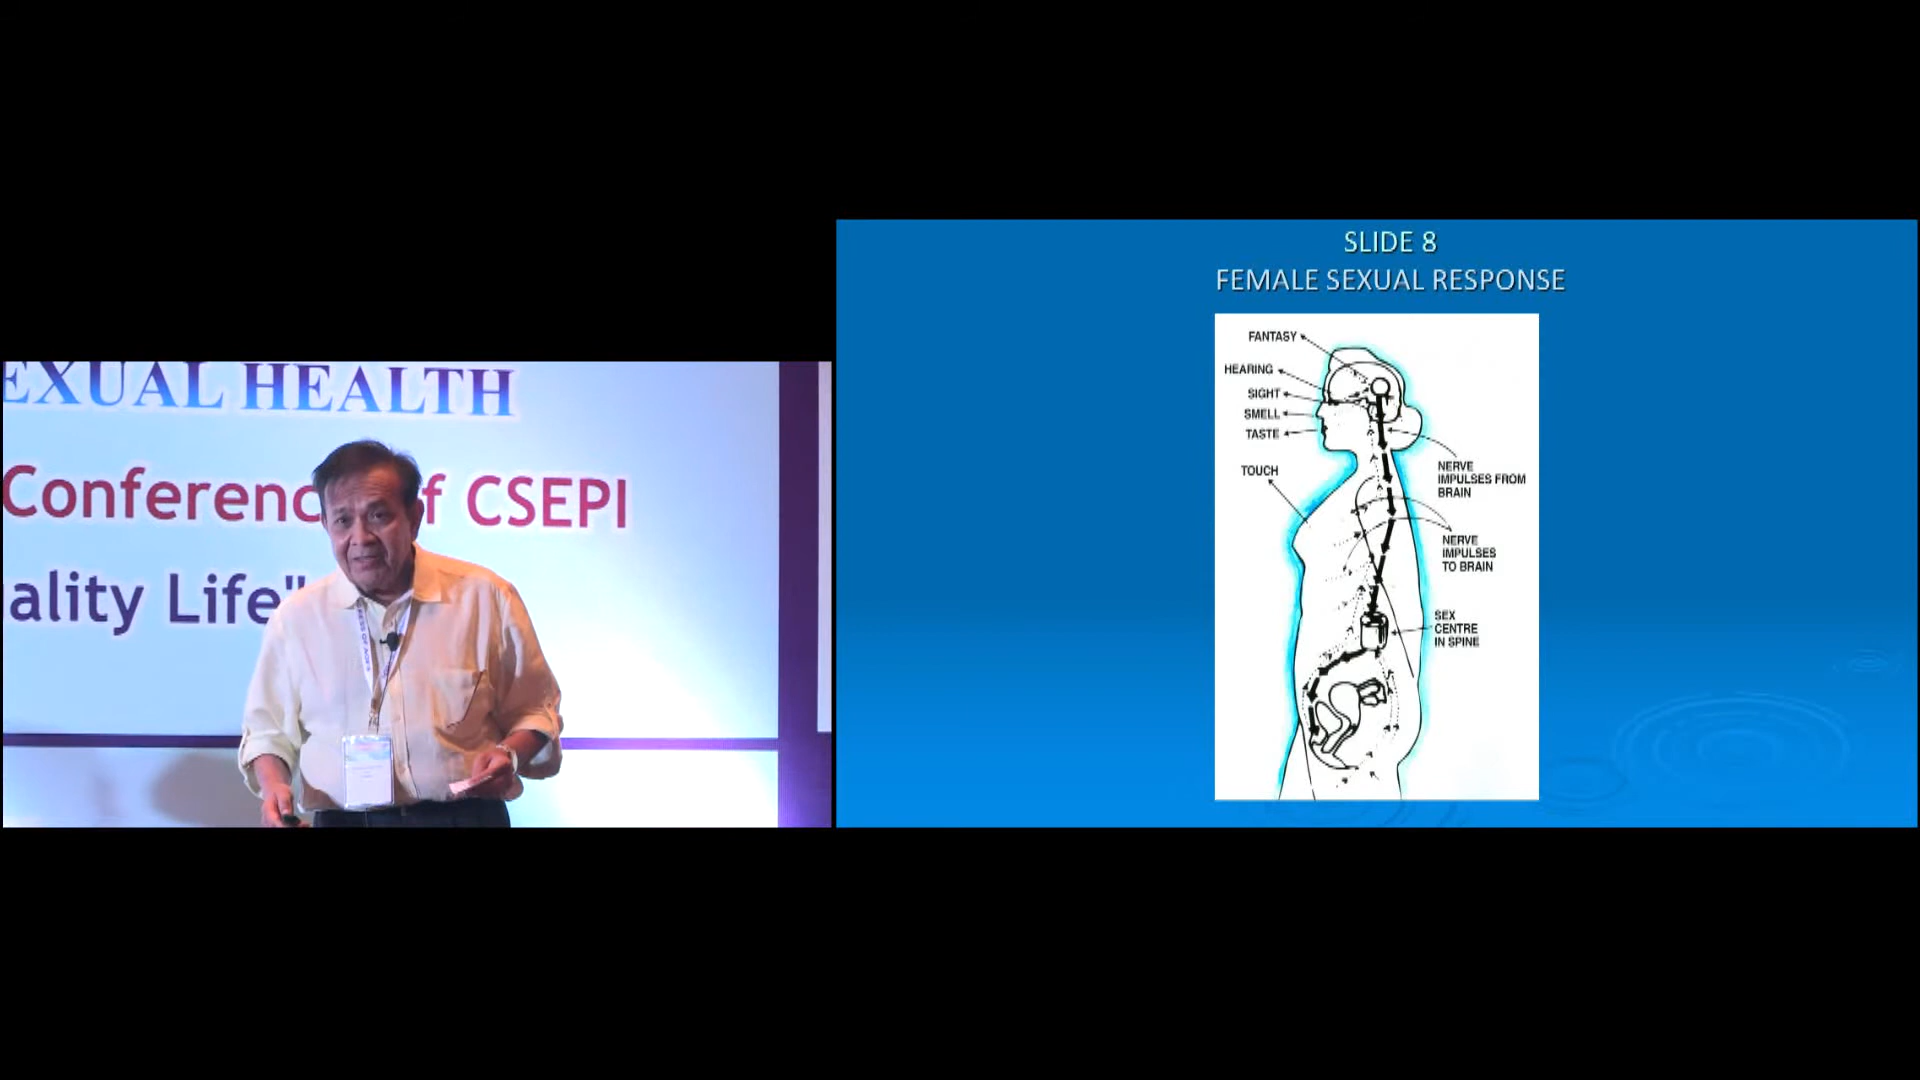 EXUAL HEALTH
Conferenc f CSEPI
ality Life"
SLIDE 8
FEMALE SEXUAL RESPONSE
FANTASY
HEARING
SIGHT
SMELL
TASTE
TOUCH
NERVE
IMPULSES FROM
BRAIN
NERVE
IMPULSES
TO BRAIN
SEX
CENTRE
IN SPINE